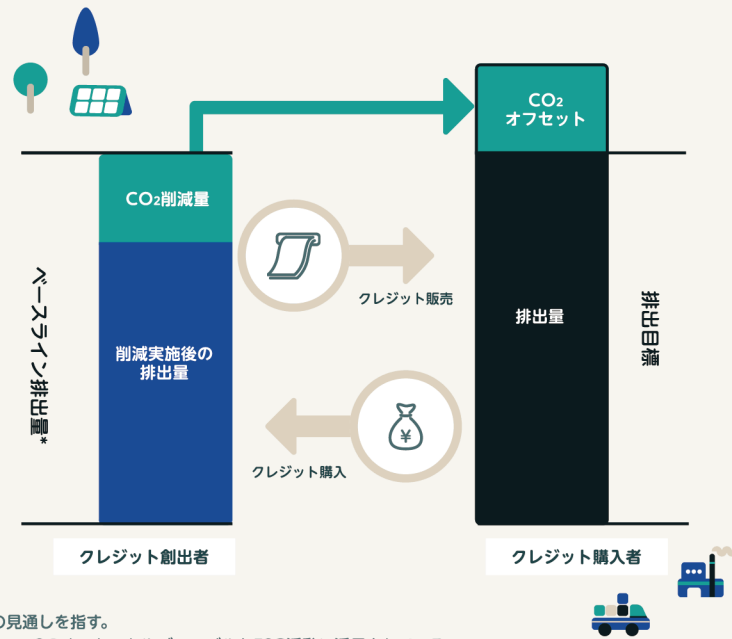 CO2
オフセット
CO2削減量
ベースライン排出量*
クレジット販売
排出量
排出目標
削減実施後の
排出量
¥
クレジット購入
クレジット創出者
クレジット購入者
の見通しを指す。